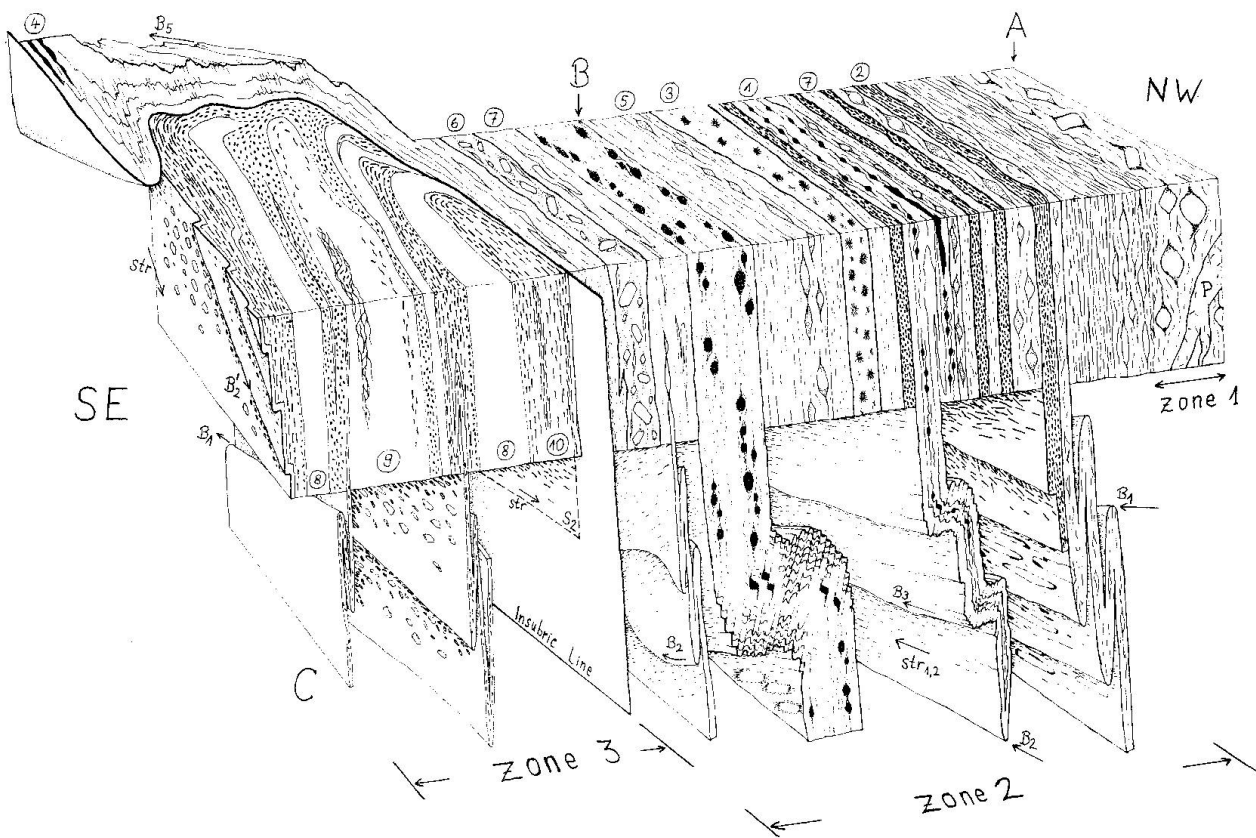 ④
B₅
A
B
⑥
⑦
⑤
③
①
⑦
②
NW
P
str
B₂'
SE
B₁
zone 1
⑧
⑨
⑧
⑩
str
S₂
B₁
Insubric Line
B₃
B₂
str₁,₂
C
B₂
zone 3
zone 2